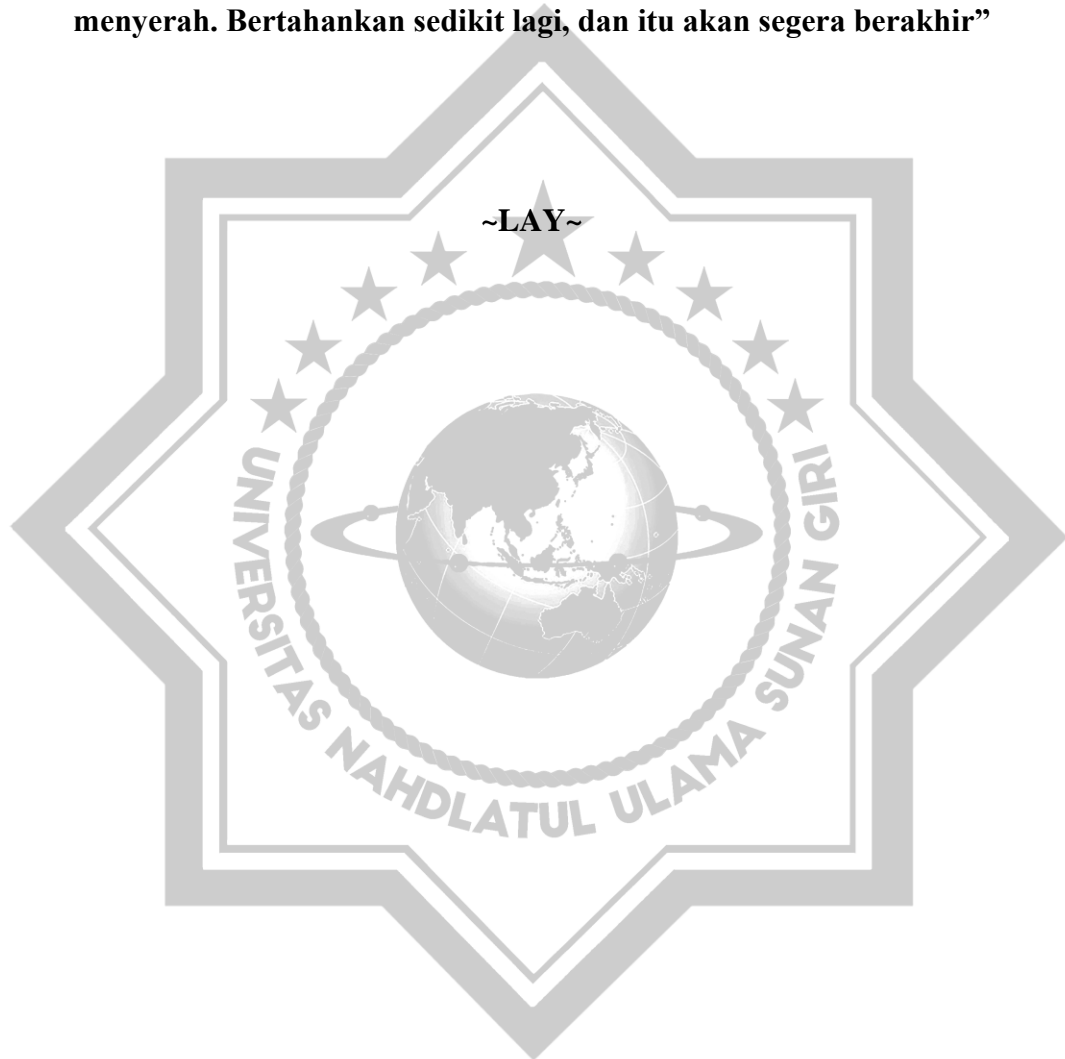 menyerah. Bertahankan sedikit lagi, dan itu akan segera berakhir”
~LAY~
UNIVERSITAS NAHDLATUL ULAMA SUNAN GIRI